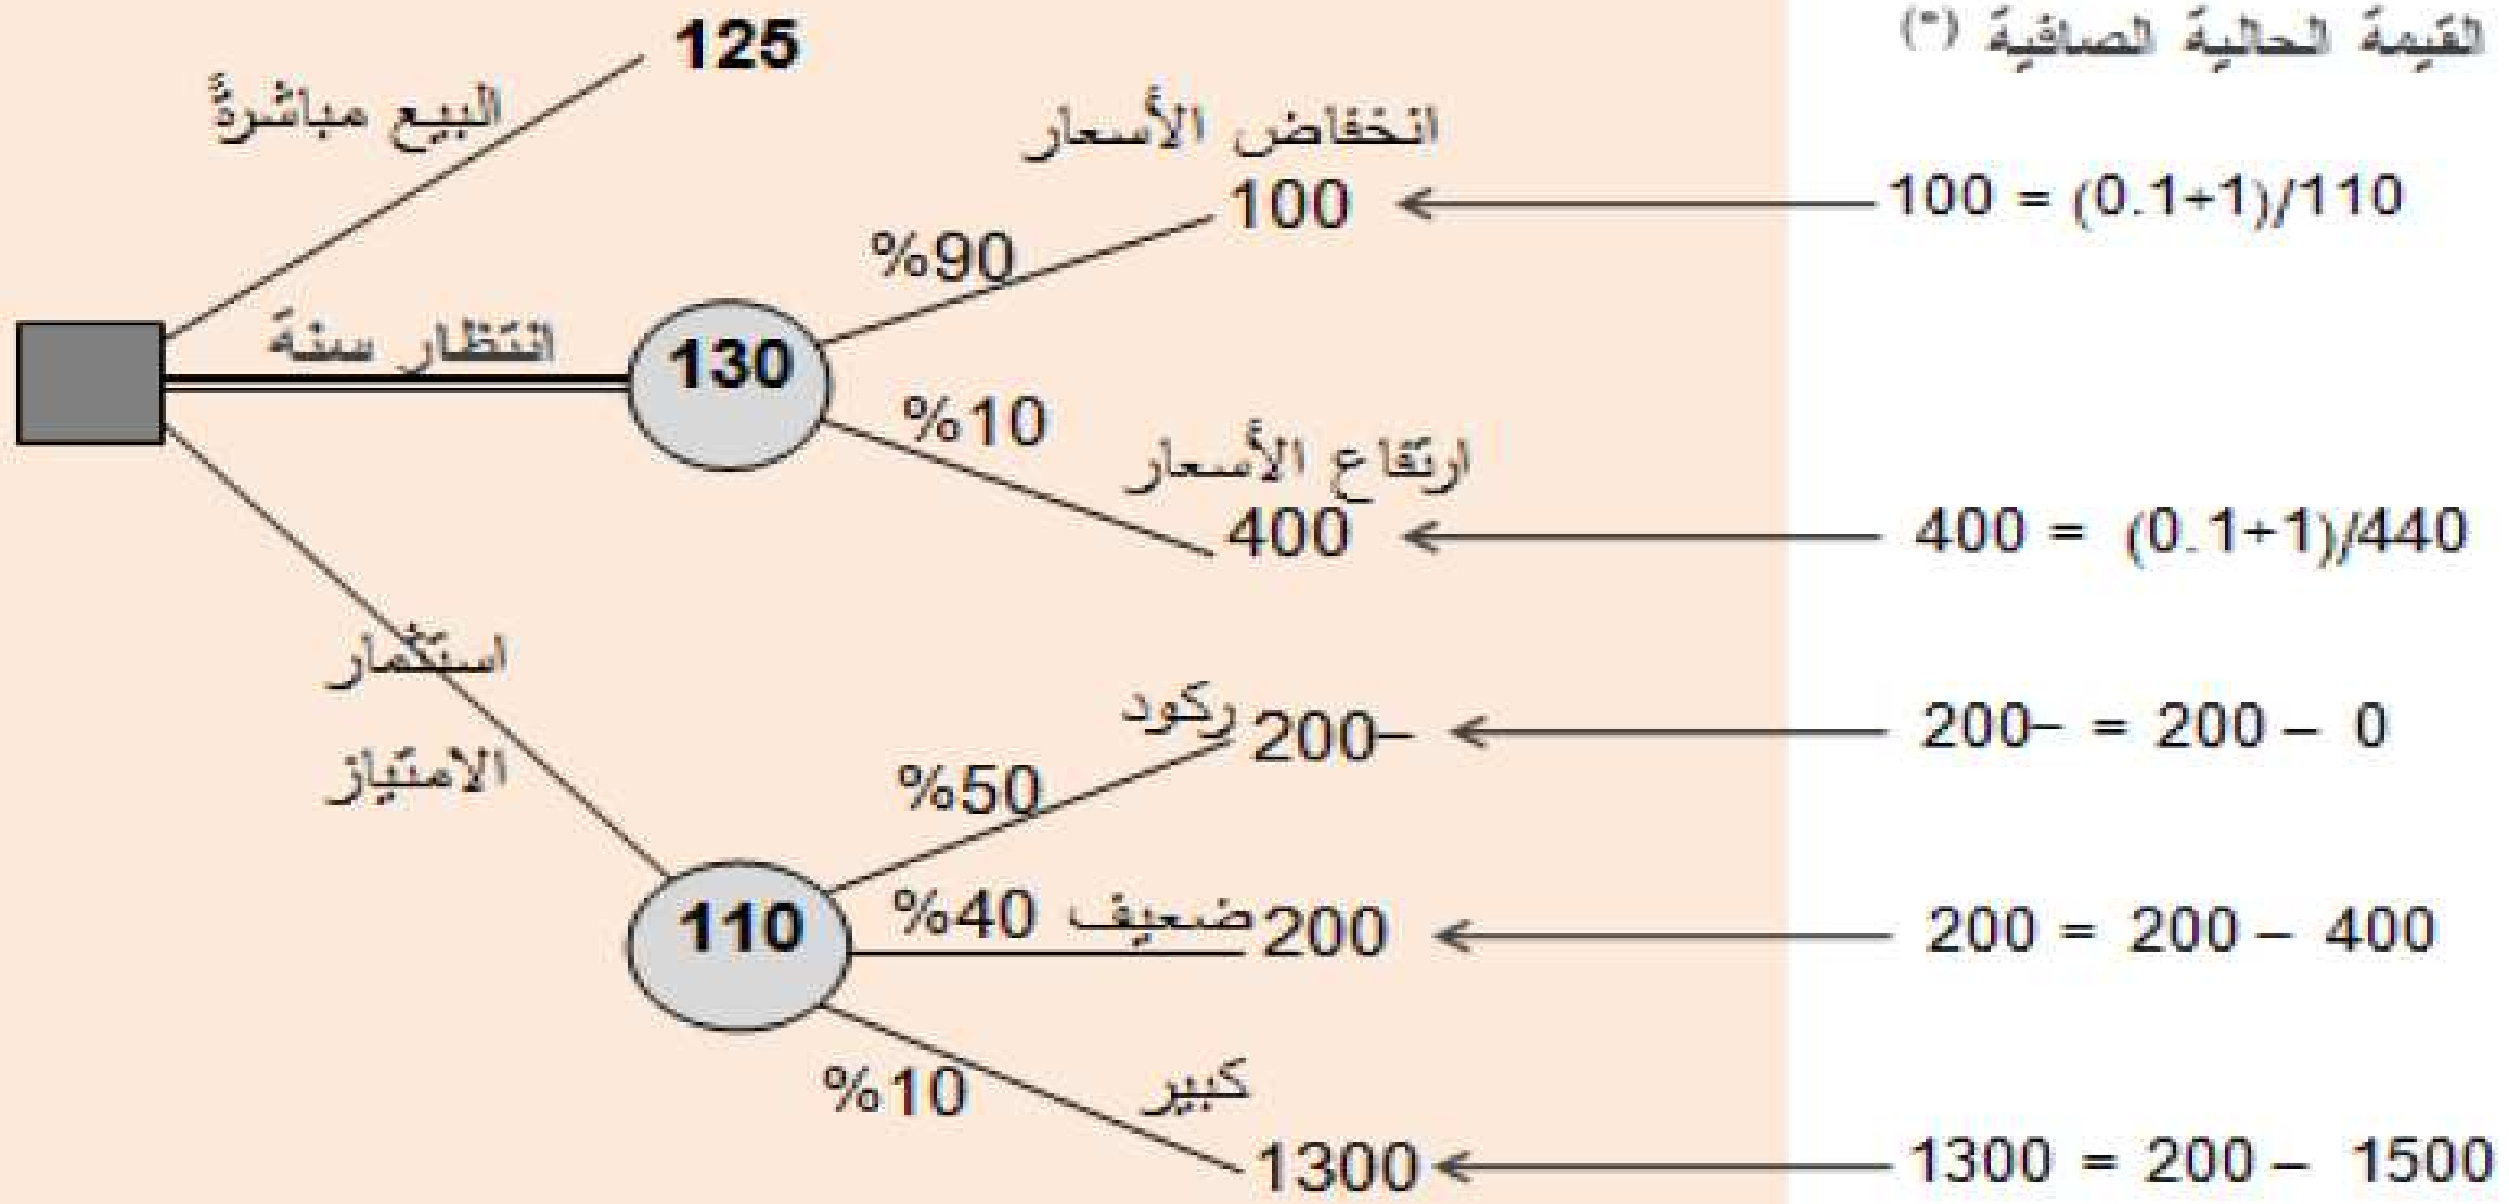 القيمة الحالية الصافية (*)
125
البيع مباشرةً
انخفاض الأسعار
100
100 = (0.1+1)/110
%90
انتظار سنة
130
%10
ارتفاع الأسعار
400
400 = (0.1+1)/440
استثمار
الامتياز
ركود
200–
200– = 200 – 0
%50
110
%40
ضعيف
200
200 = 200 – 400
%10
كبير
1300
1300 = 200 – 1500